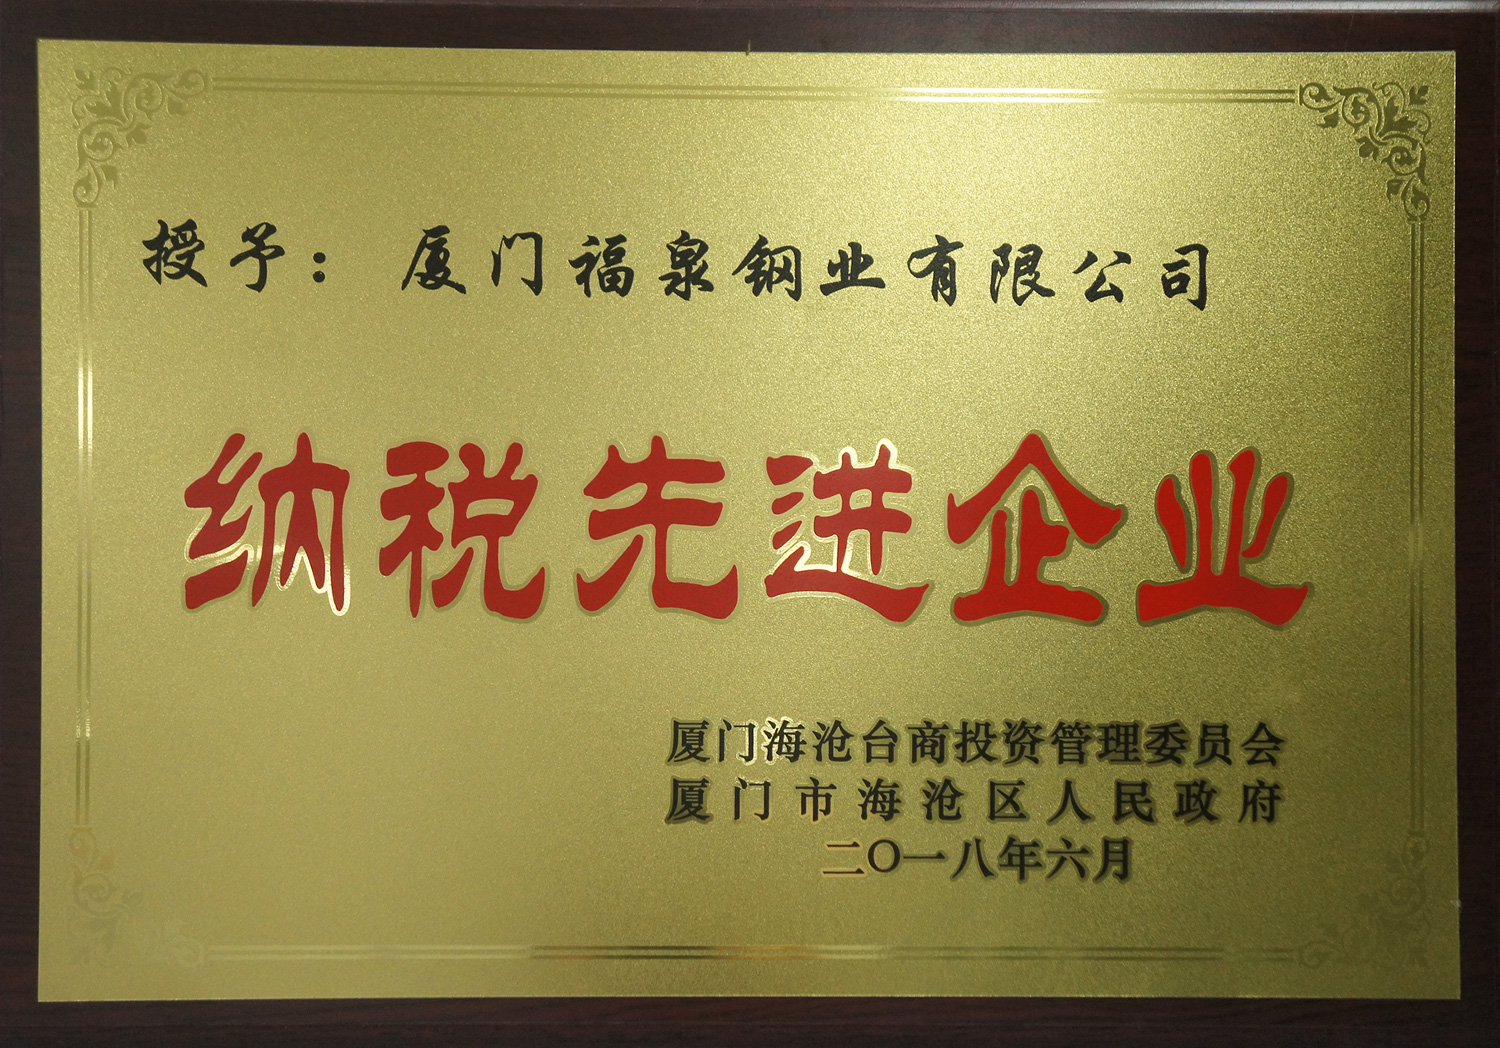 授予：厦门福泉钢业有限公司
纳税先进企业
厦门海沧台商投资管理委员会
厦门市海沧区人民政府
二〇一八年六月